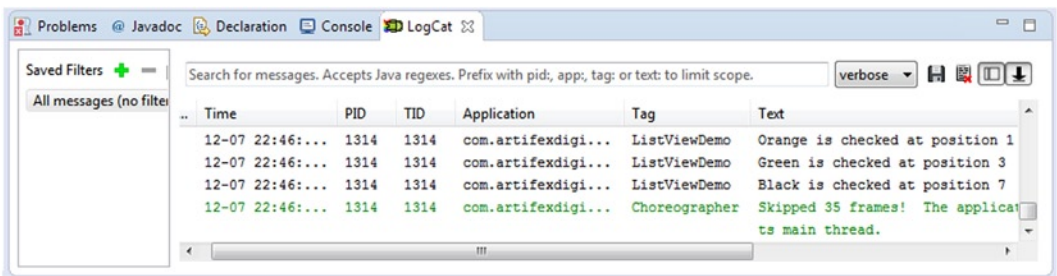 Problems @ Javadoc Declaration Console LogCat
Saved Filters
All messages (no filter
Search for messages. Accepts Java regexes. Prefix with pid:, app:, tag: or text: to limit scope. verbose
.. Time PID TID Application Tag Text
12-07 22:46:... 1314 1314 com.artifexdigi... ListViewDemo Orange is checked at position 1
12-07 22:46:... 1314 1314 com.artifexdigi... ListViewDemo Green is checked at position 3
12-07 22:46:... 1314 1314 com.artifexdigi... ListViewDemo Black is checked at position 7
12-07 22:46:... 1314 1314 com.artifexdigi... Choreographer Skipped 35 frames! The applicat
ts main thread.